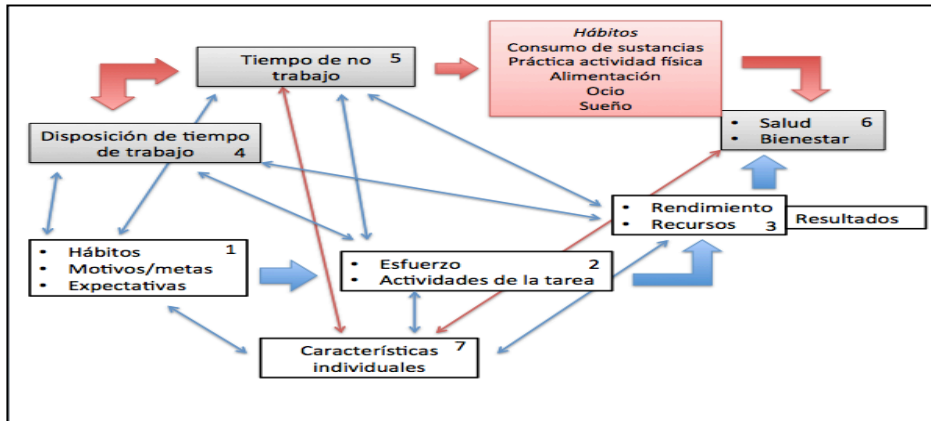 Tiempo de no 5
trabajo
Hábitos
Consumo de sustancias
Práctica actividad física
Alimentación
Ocio
Sueño
Disposición de tiempo
de trabajo 4
• Salud 6
• Bienestar
• Rendimiento
• Recursos 3
Resultados
• Hábitos 1
• Motivos/metas
• Expectativas
• Esfuerzo 2
• Actividades de la tarea
Características 7
individuales